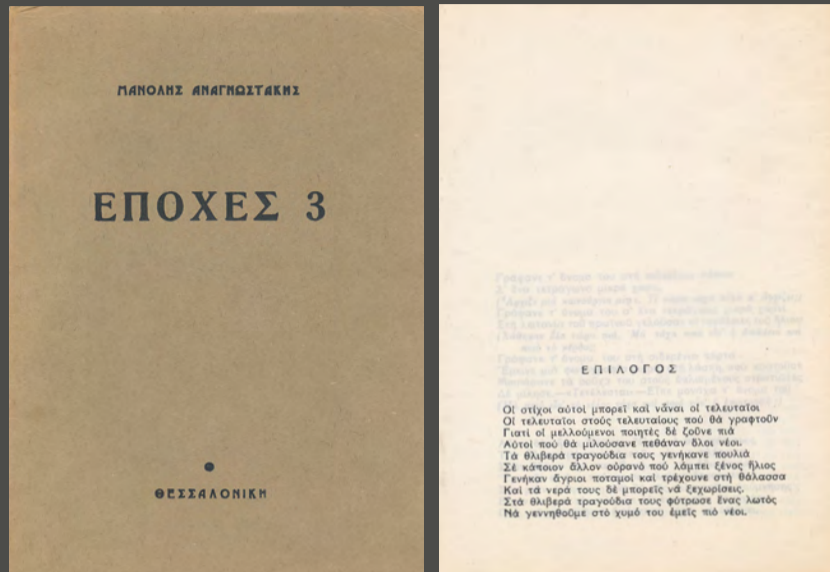 ΜΑΝΟΛΗΣ ΑΝΑΓΝΩΣΤΑΚΗΣ
ΕΠΟΧΕΣ 3
ΘΕΣΣΑΛΟΝΙΚΗ
ΕΠΙΛΟΓΟΣ
Οἱ στίχοι αὐτοὶ μπορεῖ καὶ νἆναι οἱ τελευταῖοι
Οἱ τελευταῖοι στοὺς τελευταίους ποὺ θὰ γραφτοῦν
Γιατὶ οἱ μελλούμενοι ποιητὲς δὲ ζοῦνε πιὰ
Αὐτοὶ ποὺ θὰ μιλούσανε πεθάναν ὅλοι νέοι.
Τὰ θλιβερὰ τραγούδια τους γενήκανε πουλιὰ
Σὲ κάποιον ἄλλον οὐρανὸ ποὺ λάμπει ξένος ἥλιος
Γενῆκαν ἄγριοι ποταμοὶ καὶ τρέχουνε στὴ θάλασσα
Καὶ τὰ νερά τους δὲ μπορεῖς νὰ ξεχωρίσεις.
Στὰ θλιβερὰ τραγούδια τους φύτρωσε ἕνας λωτὸς
Νὰ γεννηθοῦμε στὸ χυμό του ἐμεῖς πιὸ νέοι.